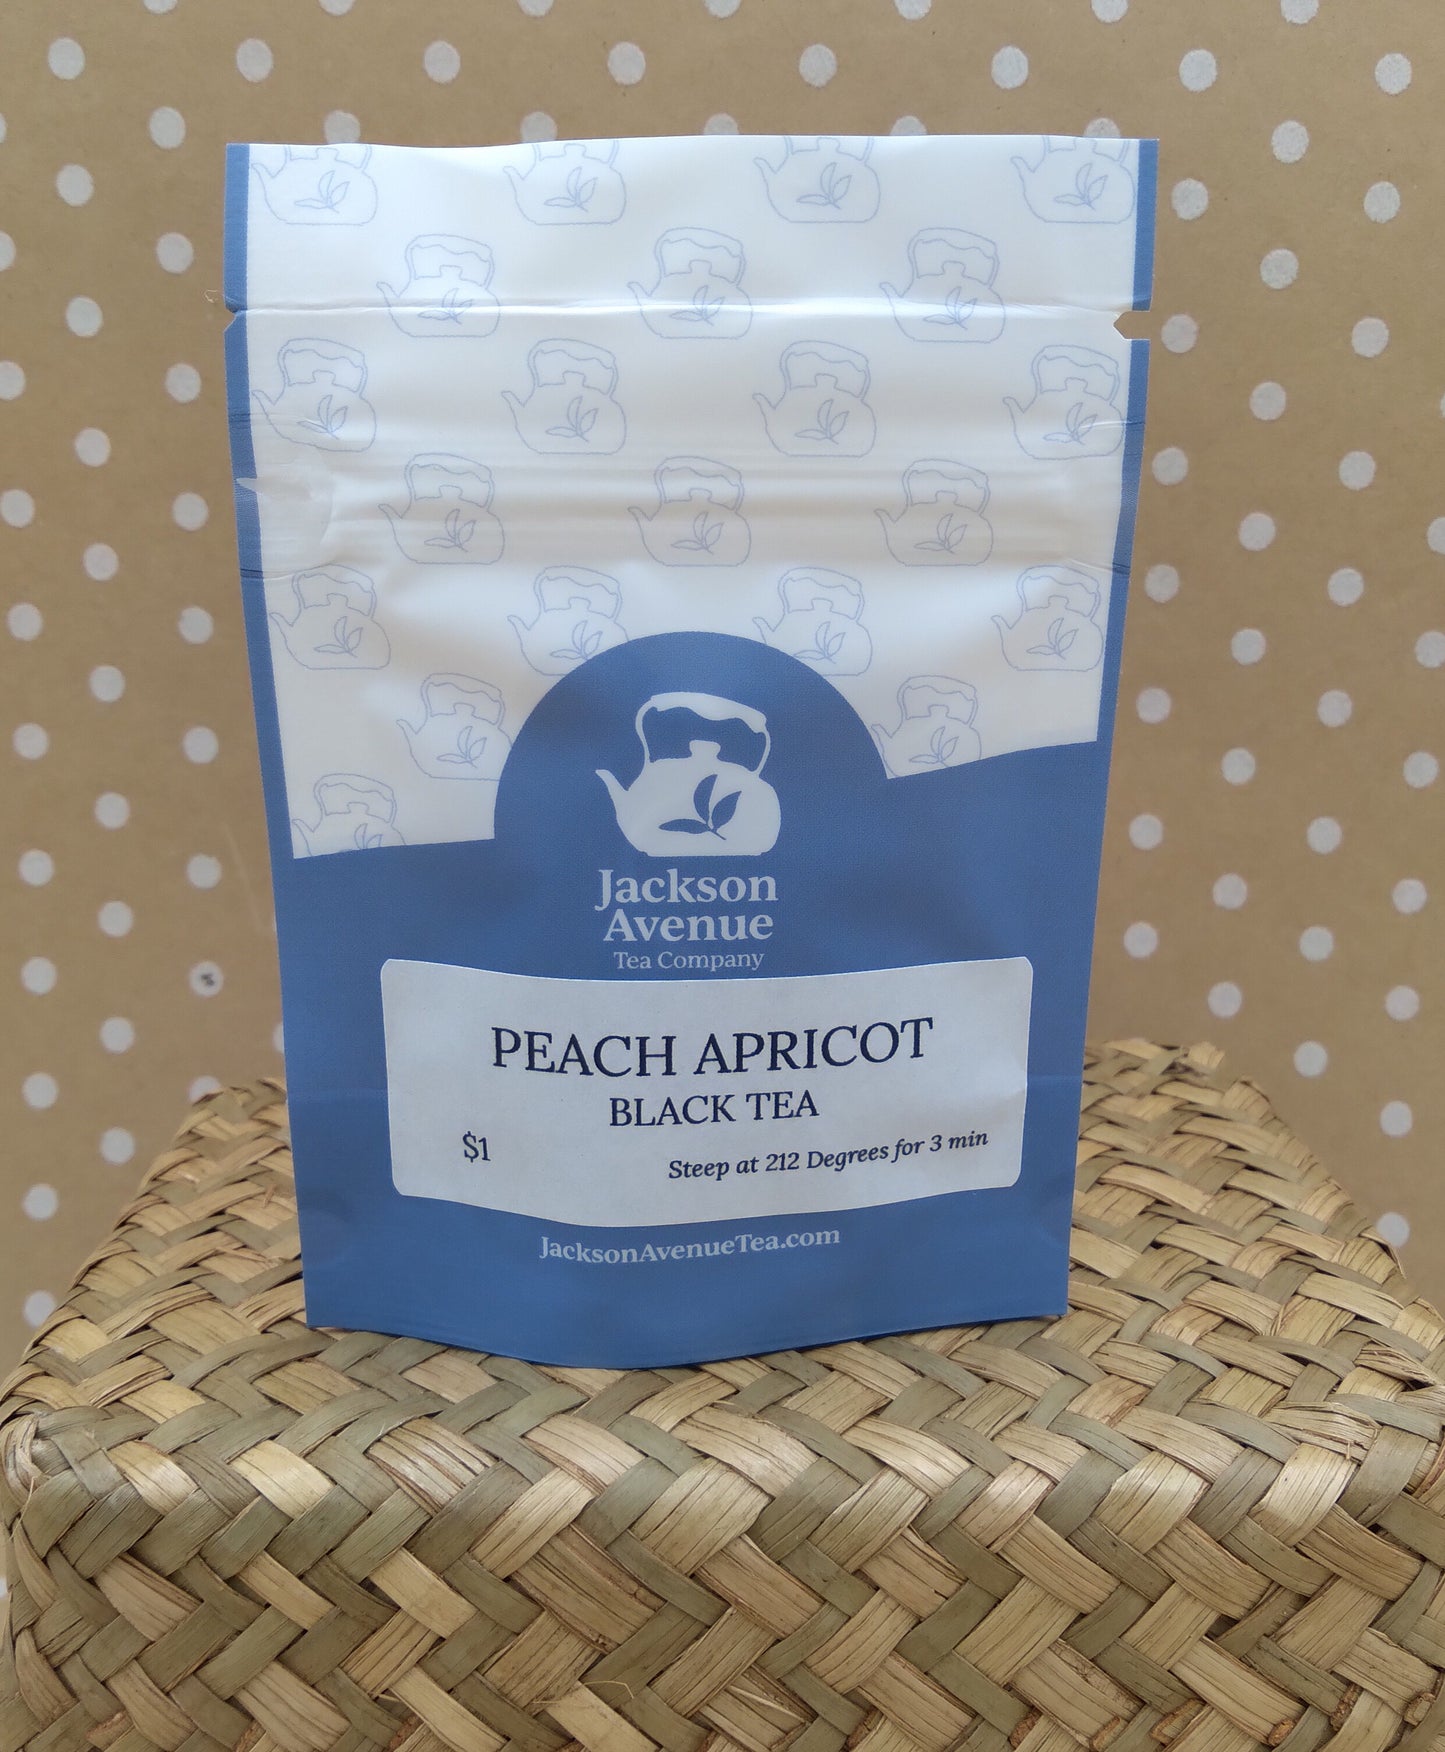 Jackson
Avenue
Tea Company
PEACH APRICOT
BLACK TEA
$1
Steep at 212 Degrees for 3 min
JacksonAvenueTea.com